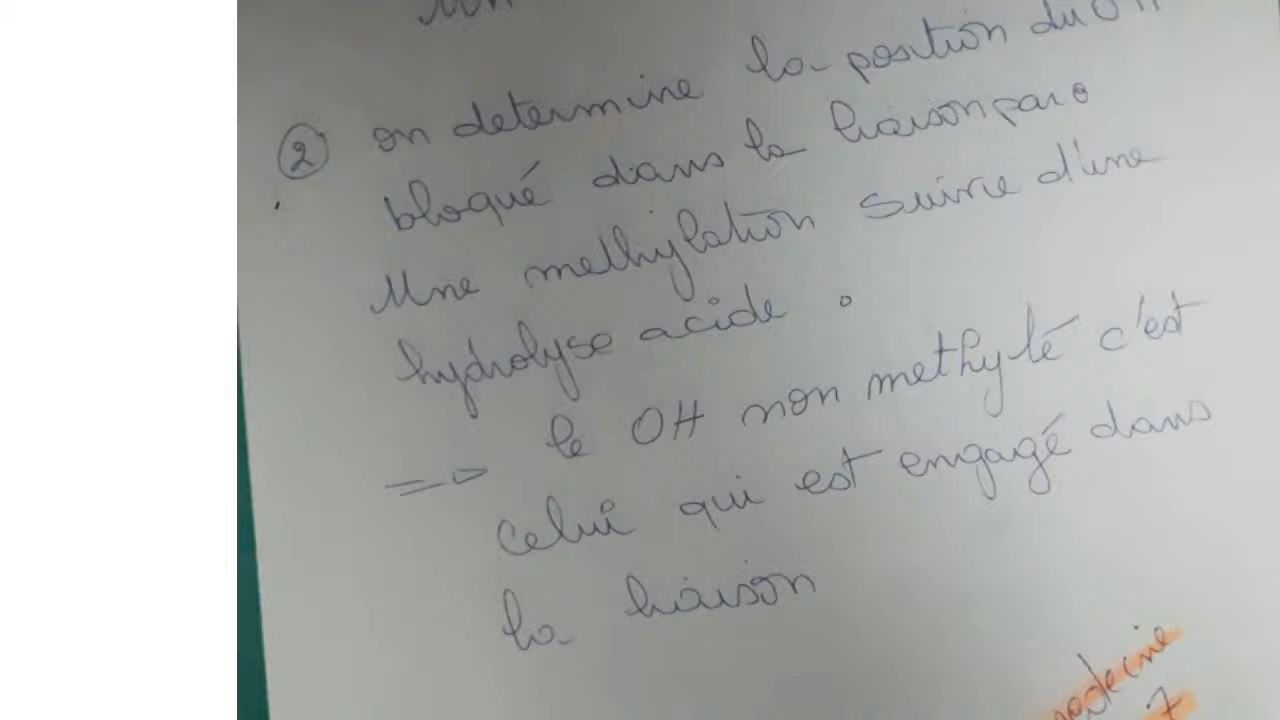 ② on determine la position du OH
bloqué dans la liaison par
Une methylation suivie d'une
hydrolyse acide :
=> le OH non methylé c'est
celui qui est engagé dans
la liaison